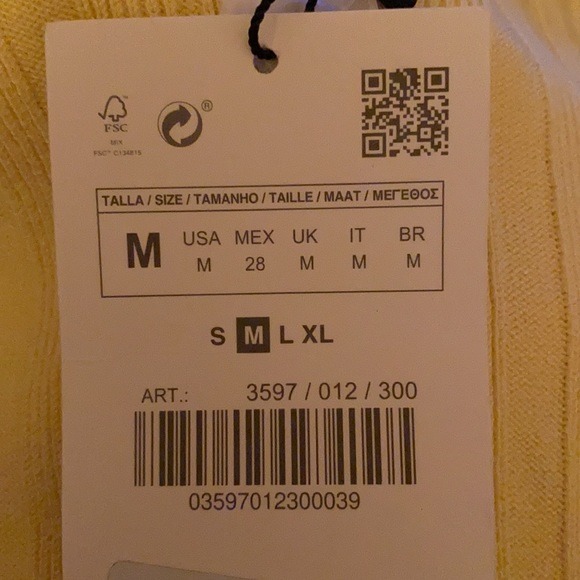 FSC
MIX
FSC™ C134815
®
TALLA / SIZE / TAMANHO / TAILLE / MAAT / ΜΕΓΕΘΟΣ
M USA MEX UK IT BR
M 28 M M M
S M L XL
ART.: 3597 / 012 / 300
03597012300039